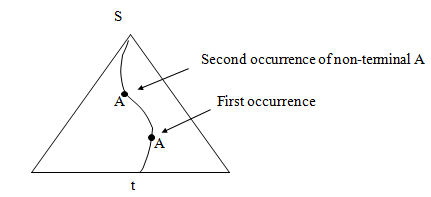 S
Second occurrence of non-terminal A
A
First occurrence
A
t